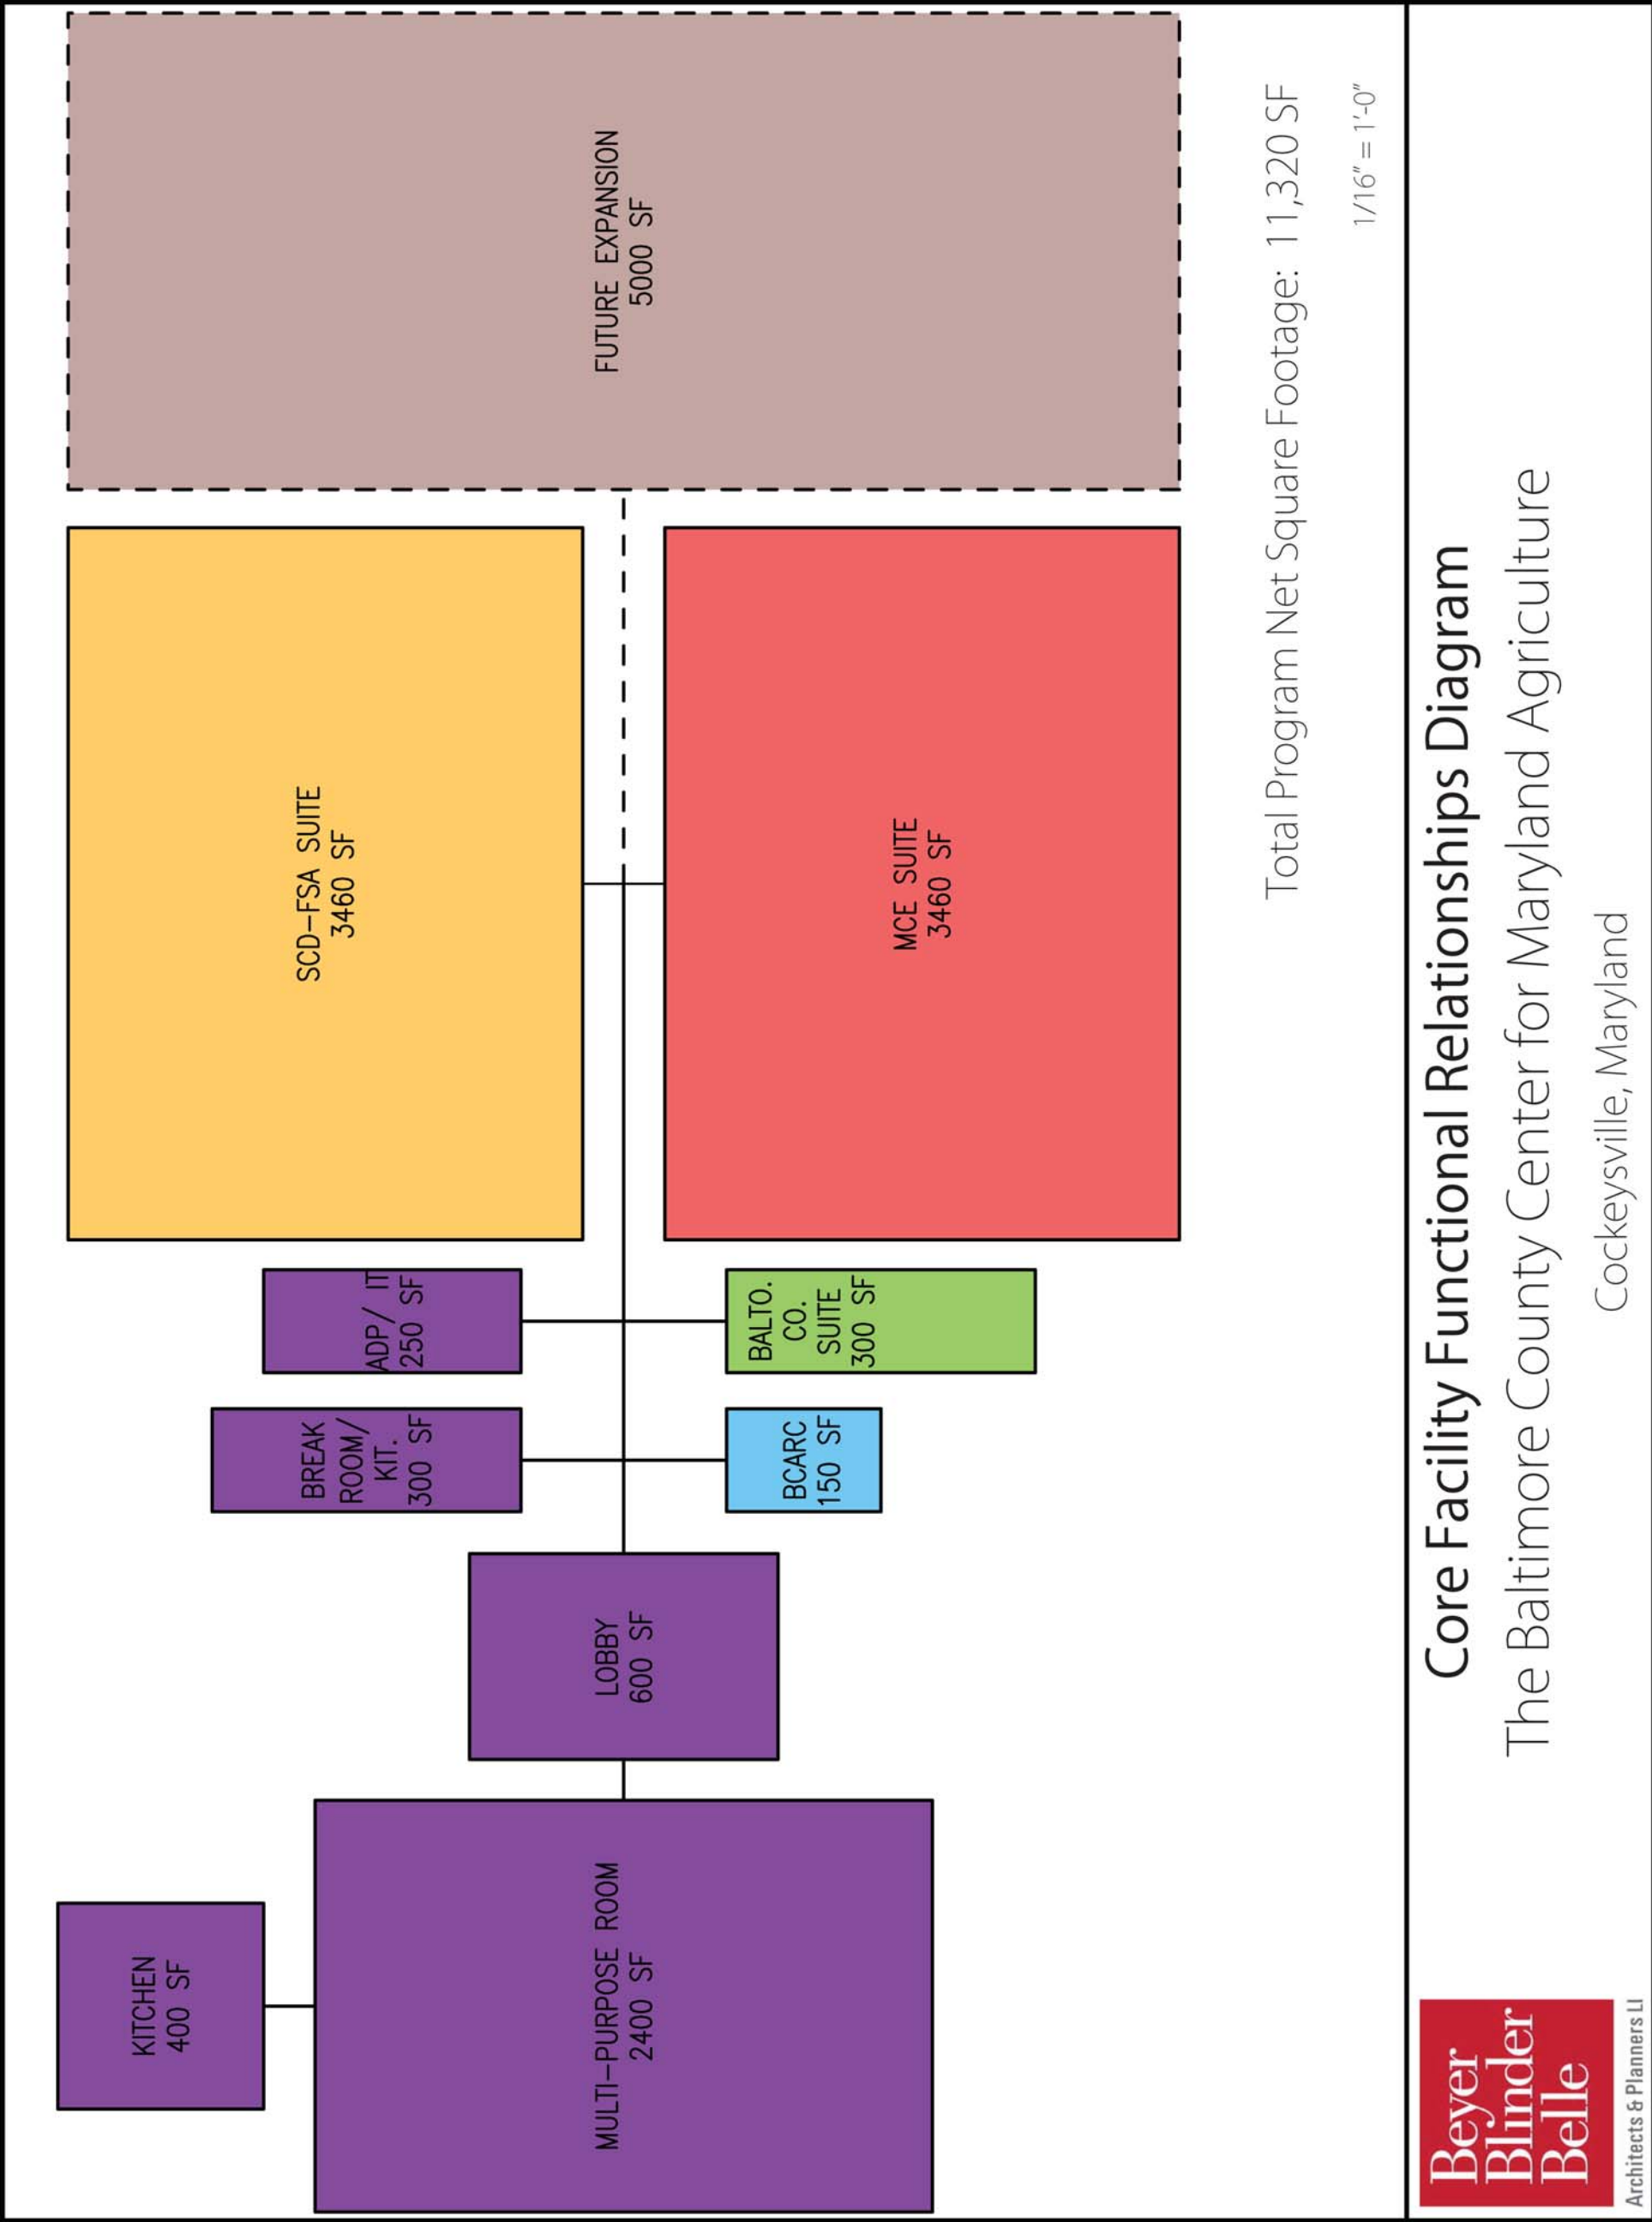 KITCHEN
400 SF
MULTI-PURPOSE ROOM
2400 SF
LOBBY
600 SF
BREAK
ROOM/
KIT.
300 SF
ADP/ IT
250 SF
BCARC
150 SF
BALTO.
CO.
SUITE
300 SF
SCD-FSA SUITE
3460 SF
MCE SUITE
3460 SF
FUTURE EXPANSION
5000 SF
Total Program Net Square Footage: 11,320 SF
1/16" = 1'-0"
Core Facility Functional Relationships Diagram
The Baltimore County Center for Maryland Agriculture
Cockeysville, Maryland
Beyer
Blinder
Belle
Architects & Planners Ll